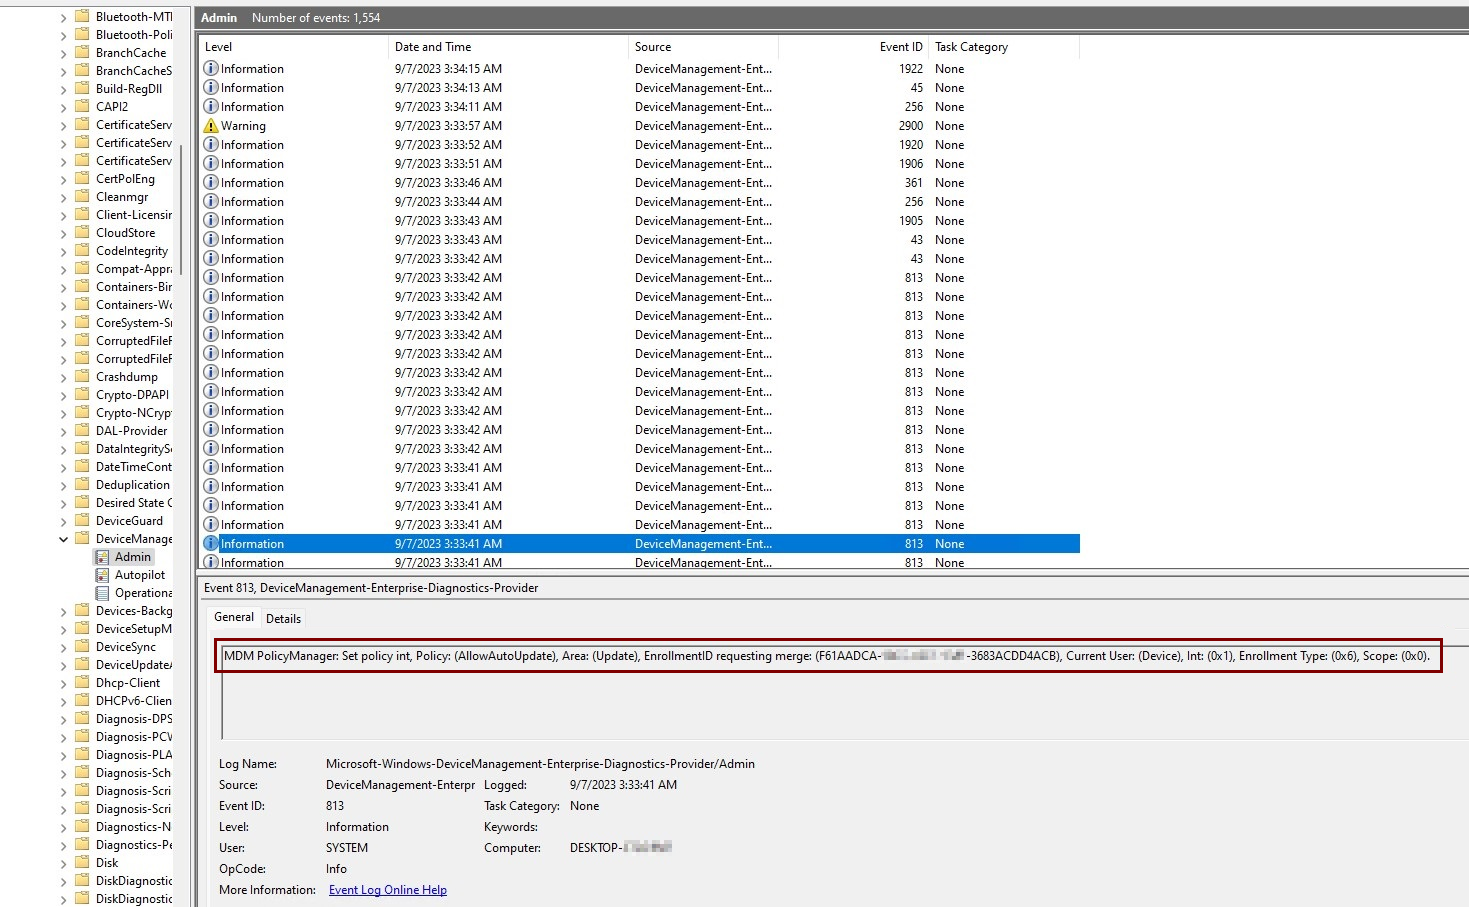 Bluetooth-MTI
Bluetooth-Poli
BranchCache
BranchCacheS
Build-RegDll
CAPI2
CertificateServ
CertificateServ
CertificateServ
CertPolEng
Cleanmgr
Client-Licensin
CloudStore
CodeIntegrity
Compat-Appra
Containers-Bin
Containers-Wc
CoreSystem-Sr
CorruptedFileF
CorruptedFileF
Crashdump
Crypto-DPAPI
Crypto-NCryp
DAL-Provider
DataIntegritySc
DateTimeCont
Deduplication
Desired State C
DeviceGuard
DeviceManage
Admin
Autopilot
Operationa
Devices-Backg
DeviceSetupM
DeviceSync
DeviceUpdateA
Dhcp-Client
DHCPv6-Clien
Diagnosis-DPS
Diagnosis-PCW
Diagnosis-PLA
Diagnosis-Sch
Diagnosis-Scri
Diagnosis-Scri
Diagnostics-N
Diagnostics-Pe
Disk
DiskDiagnostic
DiskDiagnostic
Admin Number of events: 1,554
Level Date and Time Source Event ID Task Category
Information 9/7/2023 3:34:15 AM DeviceManagement-Ent... 1922 None
Information 9/7/2023 3:34:13 AM DeviceManagement-Ent... 45 None
Information 9/7/2023 3:34:11 AM DeviceManagement-Ent... 256 None
Warning 9/7/2023 3:33:57 AM DeviceManagement-Ent... 2900 None
Information 9/7/2023 3:33:52 AM DeviceManagement-Ent... 1920 None
Information 9/7/2023 3:33:51 AM DeviceManagement-Ent... 1906 None
Information 9/7/2023 3:33:46 AM DeviceManagement-Ent... 361 None
Information 9/7/2023 3:33:44 AM DeviceManagement-Ent... 256 None
Information 9/7/2023 3:33:43 AM DeviceManagement-Ent... 1905 None
Information 9/7/2023 3:33:43 AM DeviceManagement-Ent... 43 None
Information 9/7/2023 3:33:42 AM DeviceManagement-Ent... 43 None
Information 9/7/2023 3:33:42 AM DeviceManagement-Ent... 813 None
Information 9/7/2023 3:33:42 AM DeviceManagement-Ent... 813 None
Information 9/7/2023 3:33:42 AM DeviceManagement-Ent... 813 None
Information 9/7/2023 3:33:42 AM DeviceManagement-Ent... 813 None
Information 9/7/2023 3:33:42 AM DeviceManagement-Ent... 813 None
Information 9/7/2023 3:33:42 AM DeviceManagement-Ent... 813 None
Information 9/7/2023 3:33:42 AM DeviceManagement-Ent... 813 None
Information 9/7/2023 3:33:42 AM DeviceManagement-Ent... 813 None
Information 9/7/2023 3:33:42 AM DeviceManagement-Ent... 813 None
Information 9/7/2023 3:33:42 AM DeviceManagement-Ent... 813 None
Information 9/7/2023 3:33:41 AM DeviceManagement-Ent... 813 None
Information 9/7/2023 3:33:41 AM DeviceManagement-Ent... 813 None
Information 9/7/2023 3:33:41 AM DeviceManagement-Ent... 813 None
Information 9/7/2023 3:33:41 AM DeviceManagement-Ent... 813 None
Information 9/7/2023 3:33:41 AM DeviceManagement-Ent... 813 None
Information 9/7/2023 3:33:41 AM DeviceManagement-Ent... 813 None
Event 813, DeviceManagement-Enterprise-Diagnostics-Provider
General Details
MDM PolicyManager: Set policy int, Policy: (AllowAutoUpdate), Area: (Update), EnrollmentID requesting merge: (F61AADCA- -3683ACDD4ACB), Current User: (Device), Int: (0x1), Enrollment Type: (0x6), Scope: (0x0).
Log Name: Microsoft-Windows-DeviceManagement-Enterprise-Diagnostics-Provider/Admin
Source: DeviceManagement-Enterpr Logged: 9/7/2023 3:33:41 AM
Event ID: 813 Task Category: None
Level: Information Keywords:
User: SYSTEM Computer: DESKTOP-
OpCode: Info
More Information: Event Log Online Help